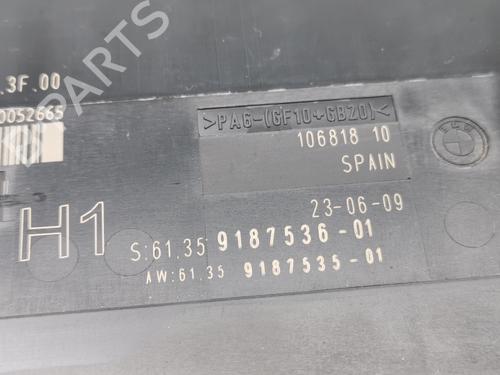 .3F.00
0052665
>PA6-(GF10+GB20)<
106818 10
SPAIN
H1
23-06-09
S:61.35 9187536-01
AW:61.35 9187535-01